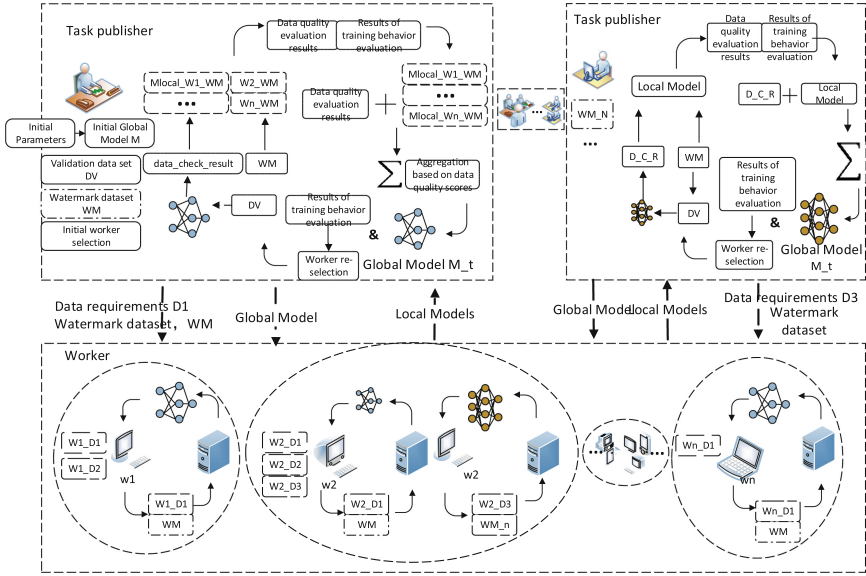 Task publisher
Data quality
evaluation
results
Results of
training behavior
evaluation
Mlocal_W1_WM
•••
W2_WM
Wn_WM
Data quality
evaluation
results
Mlocal_W1_WM
•••
Mlocal_Wn_WM
Initial
Parameters
Initial Global
Model M
Validation data set
DV
Watermark dataset
WM
Initial worker
selection
data_check_result
WM
DV
Results of
training behavior
evaluation
Worker re-
selection
∑
Aggregation
based on data
quality scores
&
Global Model M_t
Task publisher
WM_N
•••
Data
quality
evaluation
results
Results of
training
behavior
evaluation
Local Model
D_C_R
Local
Model
D_C_R
WM
DV
Results of
training
behavior
evaluation
Worker re-
selection
∑
&
Global Model
M_t
Data requirements D1
Watermark dataset，WM
Global Model
Local Models
Global Model
Local Models
Data requirements D3
Watermark
dataset
Worker
W1_D1
W1_D2
w1
W1_D1
WM
W2_D1
W2_D2
W2_D3
w2
W2_D1
WM
w2
W2_D3
WM_n
Wn_D1
wn
Wn_D1
WM